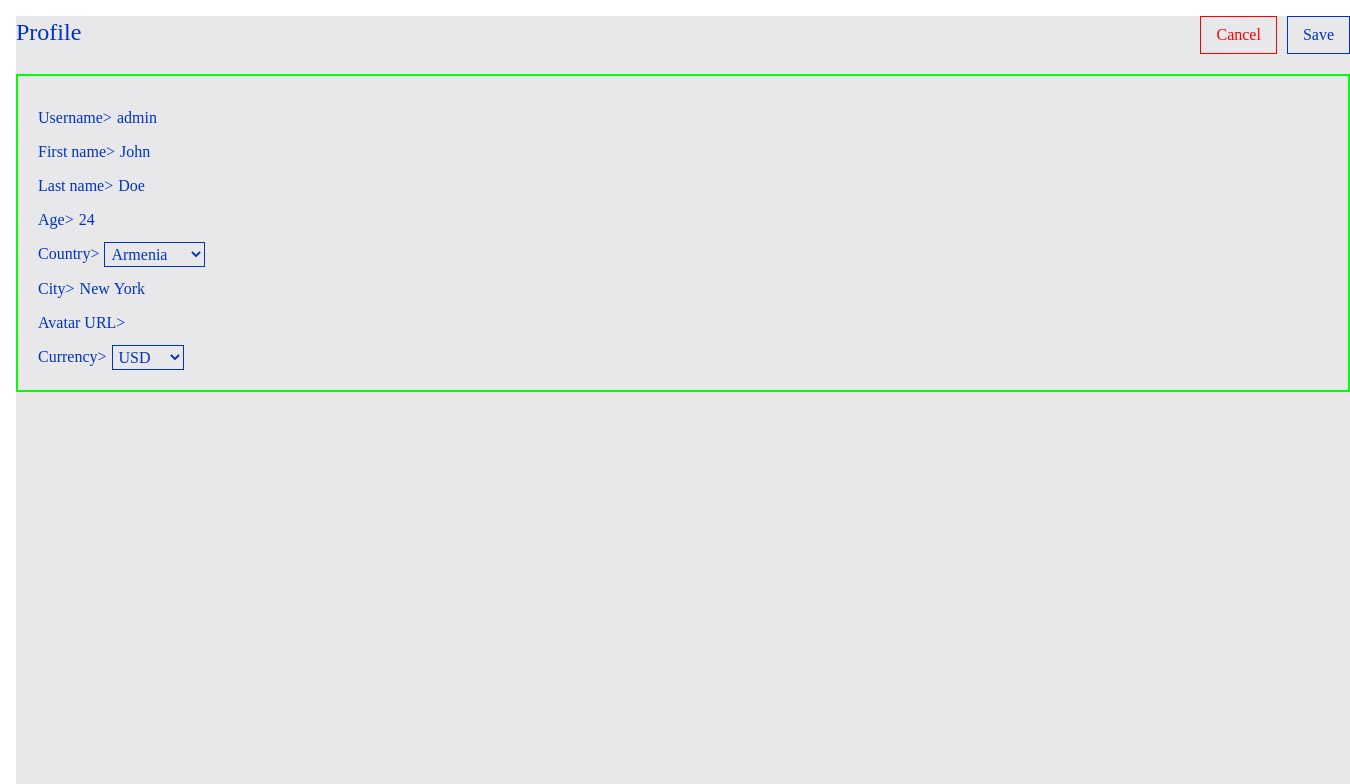 Profile
Cancel
Save
Username> admin
First name> John
Last name> Doe
Age> 24
Country> Armenia
City> New York
Avatar URL>
Currency> USD